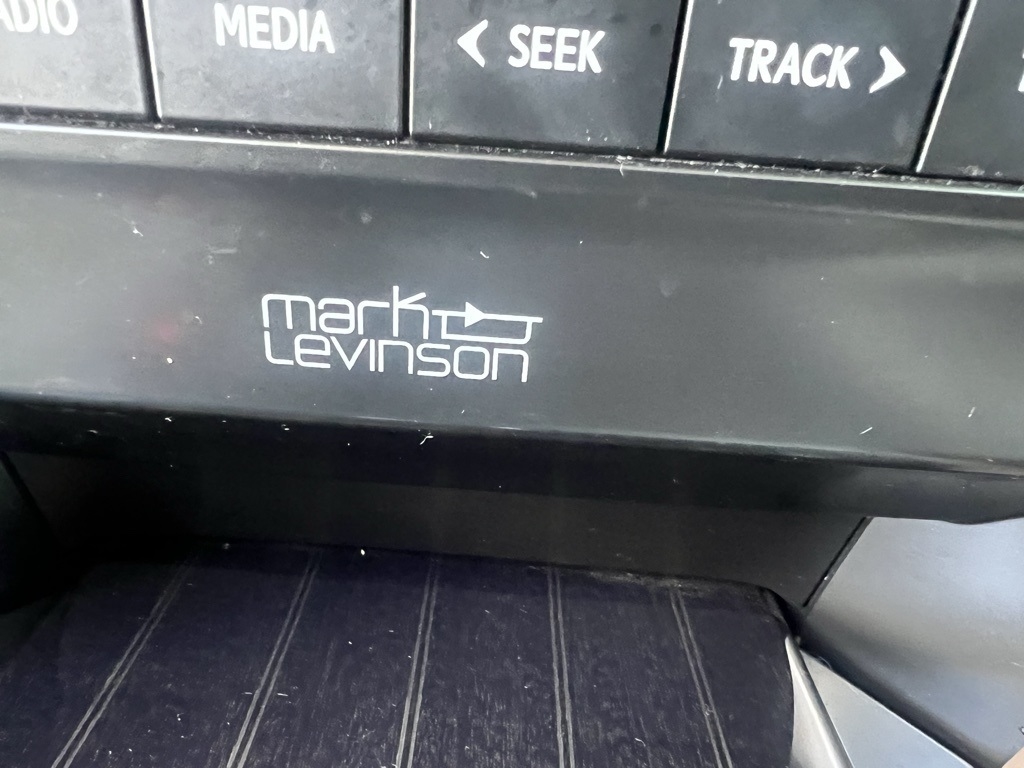 MEDIA
< SEEK
TRACK >
mark
Levinson